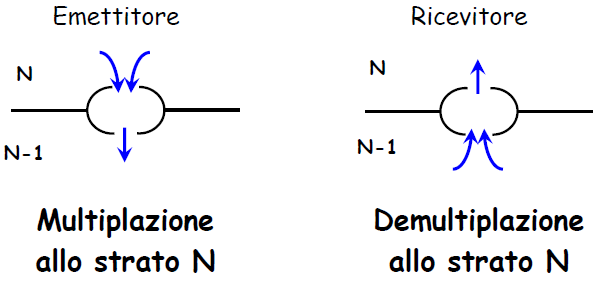 Emettitore
Ricevitore
N
N-1
N
N-1
Multiplazione
allo strato N
Demultiplazione
allo strato N